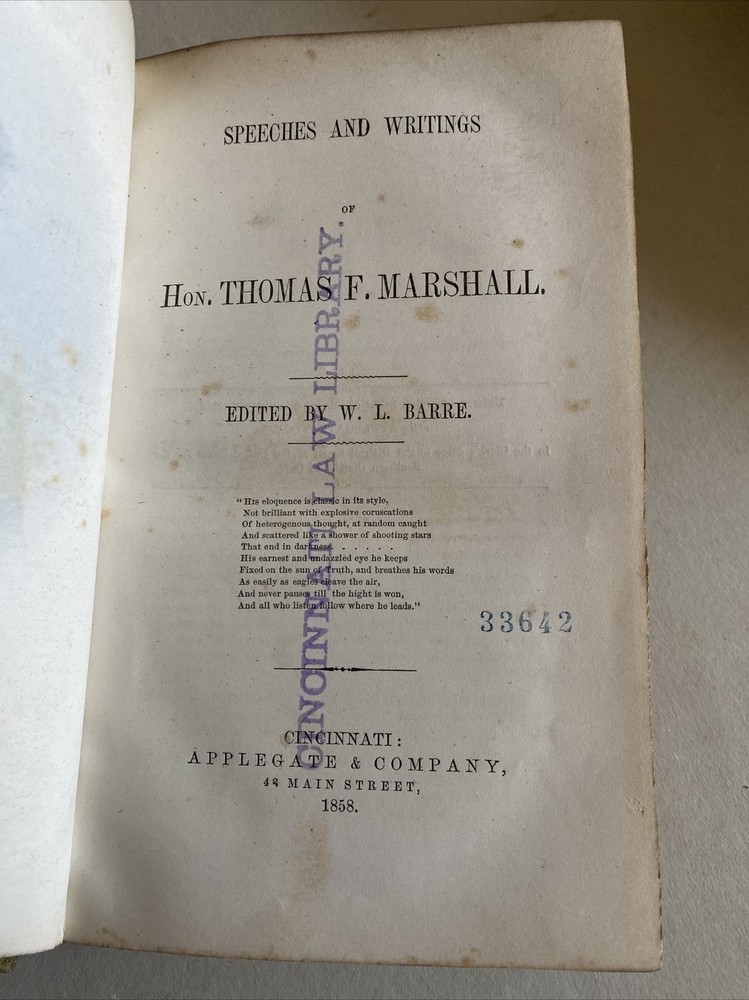 SPEECHES AND WRITINGS
OF
HON. THOMAS F. MARSHALL.
EDITED BY W. L. BARRE.
"His eloquence is classic in its style,
Not brilliant with explosive coruscations
Of heterogenous thought, at random caught
And scattered like a shower of shooting stars
That end in darkness. . . . . .
His earnest and undazzled eye he keeps
Fixed on the sun of Truth, and breathes his words
As easily as eagles cleave the air,
And never pauses till the hight is won,
And all who listen follow where he leads."
33642
CINCINNATI:
APPLEGATE & COMPANY,
MAIN STREET,
1858.
CINCINNATI LAW LIBRARY.